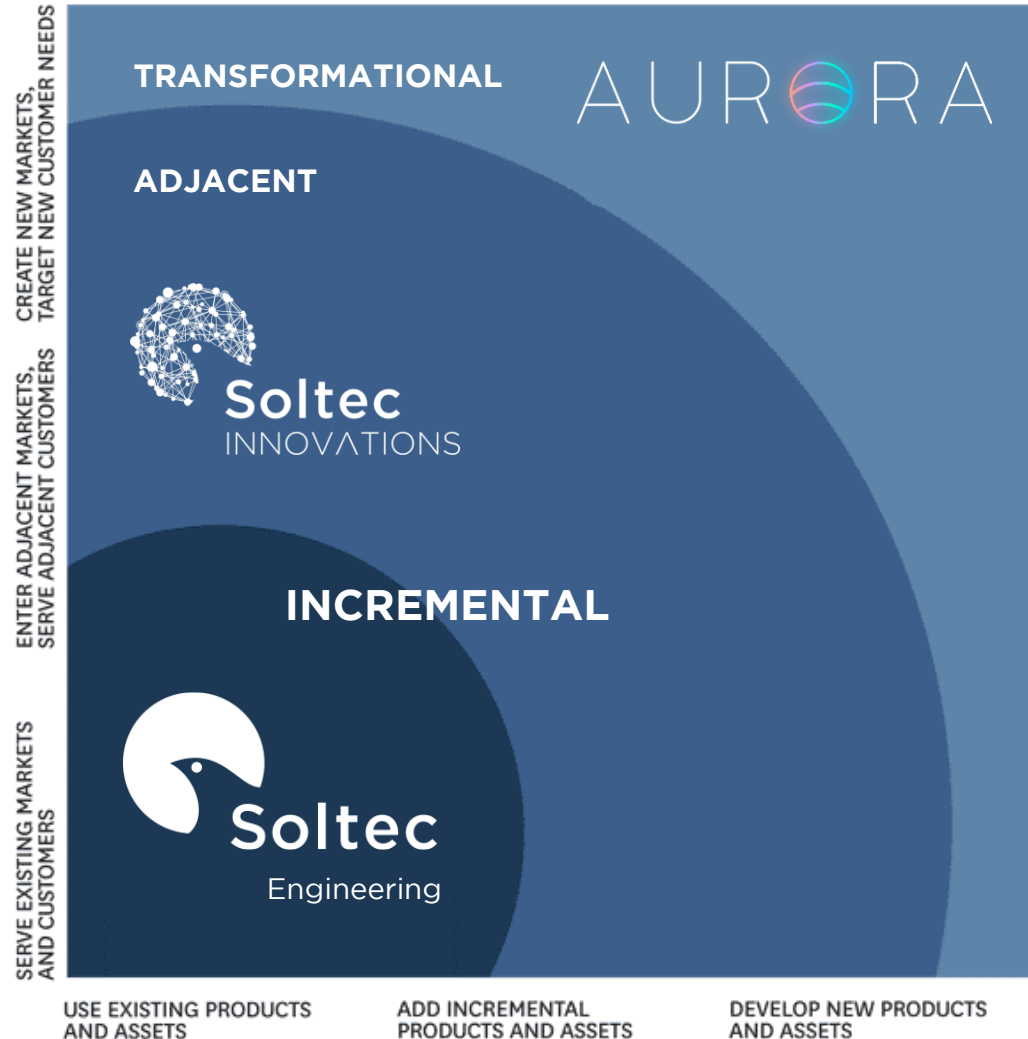 CREATE NEW MARKETS,
TARGET NEW CUSTOMER NEEDS
ENTER ADJACENT MARKETS,
SERVE ADJACENT CUSTOMERS
SERVE EXISTING MARKETS
AND CUSTOMERS
TRANSFORMATIONAL
AURORA
ADJACENT
Soltec
INNOVATIONS
INCREMENTAL
Soltec
Engineering
USE EXISTING PRODUCTS
AND ASSETS
ADD INCREMENTAL
PRODUCTS AND ASSETS
DEVELOP NEW PRODUCTS
AND ASSETS